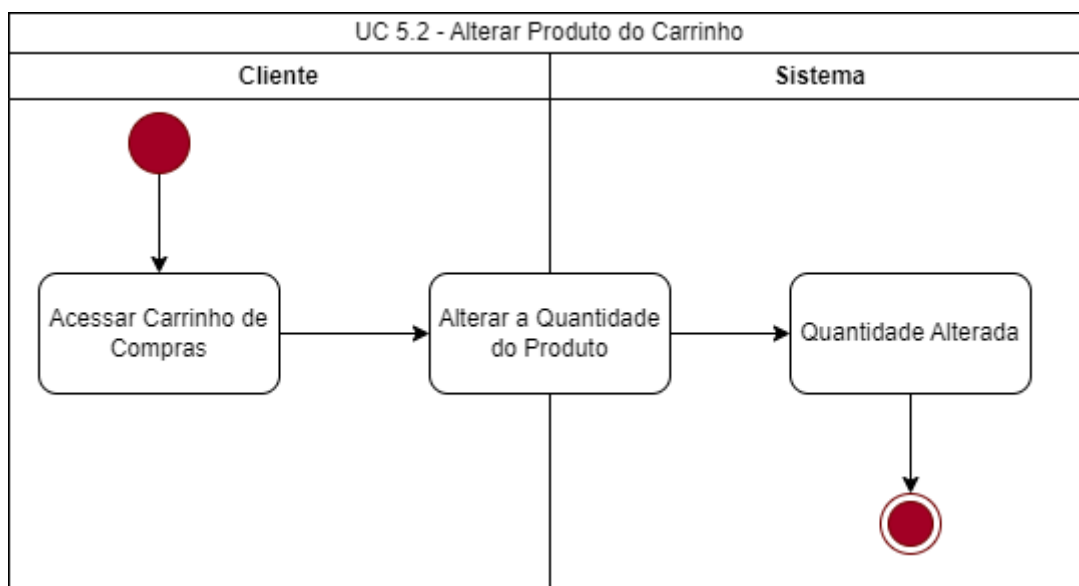 UC 5.2 - Alterar Produto do Carrinho
Cliente
Sistema
Acessar Carrinho de
Compras
Alterar a Quantidade
do Produto
Quantidade Alterada